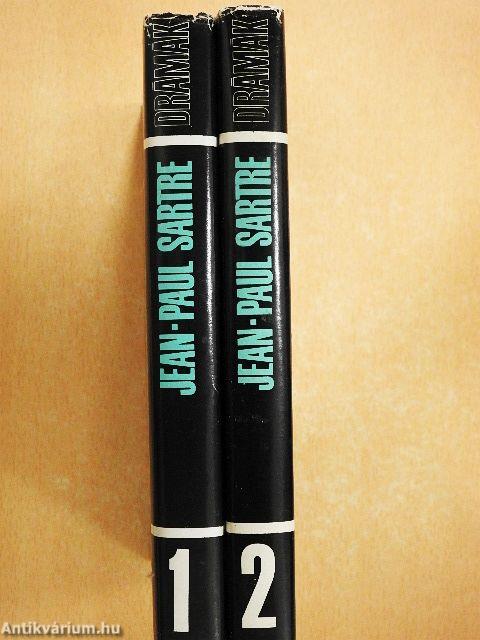 DRÁMÁK
JEAN-PAUL SARTRE
1
DRÁMÁK
JEAN-PAUL SARTRE
2
Antikvárium.hu